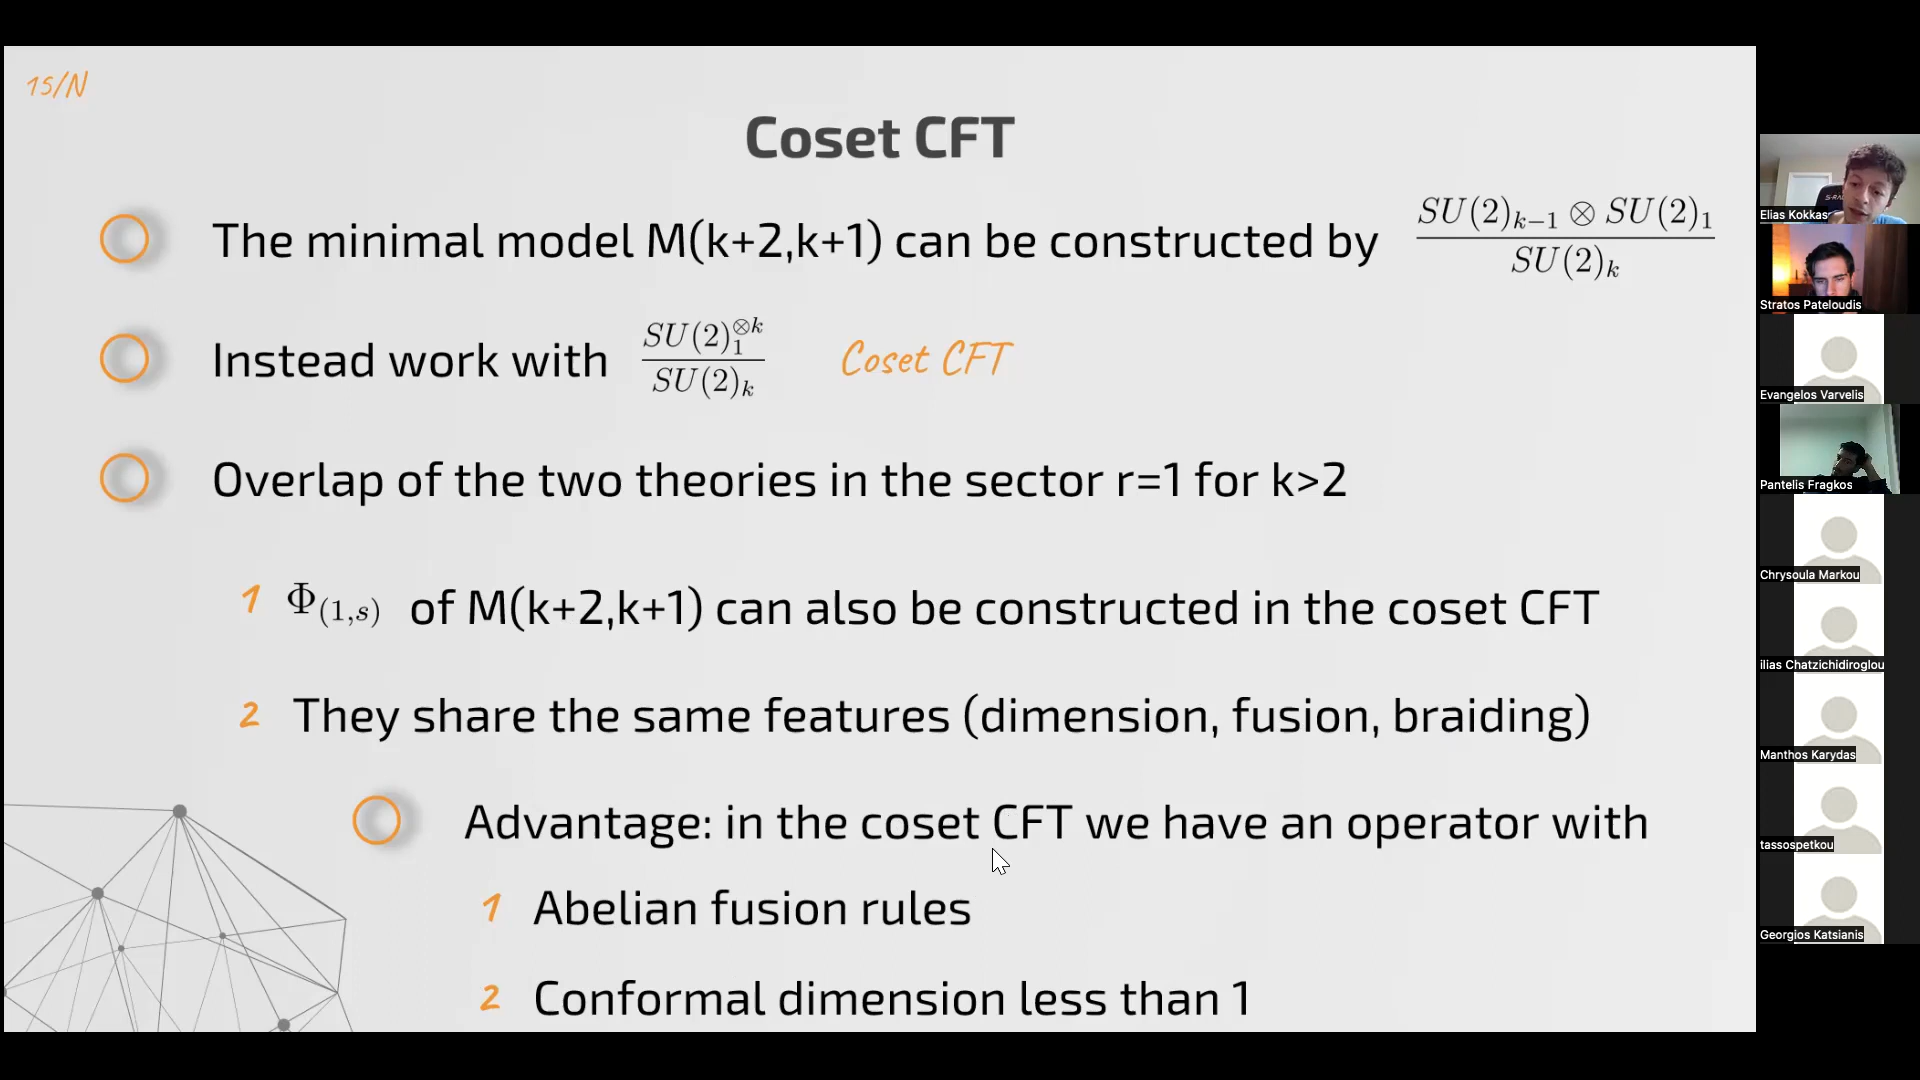 15/N
Coset CFT
The minimal model M(k+2,k+1) can be constructed by $\frac{SU(2)_{k-1} \otimes SU(2)_1}{SU(2)_k}$
Instead work with $\frac{SU(2)_1^{\otimes k}}{SU(2)_k}$ Coset CFT
Overlap of the two theories in the sector r=1 for k>2
1 $\Phi_{(1,s)}$ of M(k+2,k+1) can also be constructed in the coset CFT
2 They share the same features (dimension, fusion, braiding)
Advantage: in the coset CFT we have an operator with
1 Abelian fusion rules
2 Conformal dimension less than 1
Elias Kokkas
Stratos Pateloudis
Evangelos Varvelis
Pantelis Fragkos
Chrysoula Markou
ilias Chatzichidiroglou
Manthos Karydas
tassospetkou
Georgios Katsianis